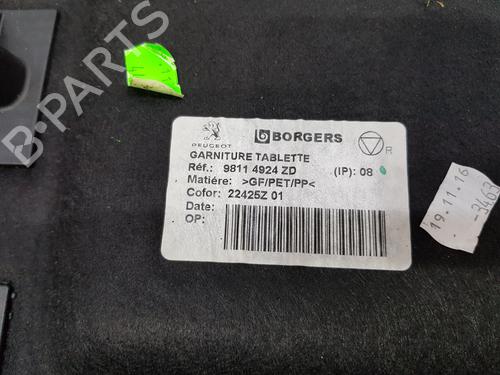 PEUGEOT
BORGERS
R
GARNITURE TABLETTE
Réf.: 9811 4924 ZD (IP): 08
Matiére: >GF/PET/PP<
Cofor: 22425Z 01
Date:
OP:
19.11.16
-3463
B-PARTS